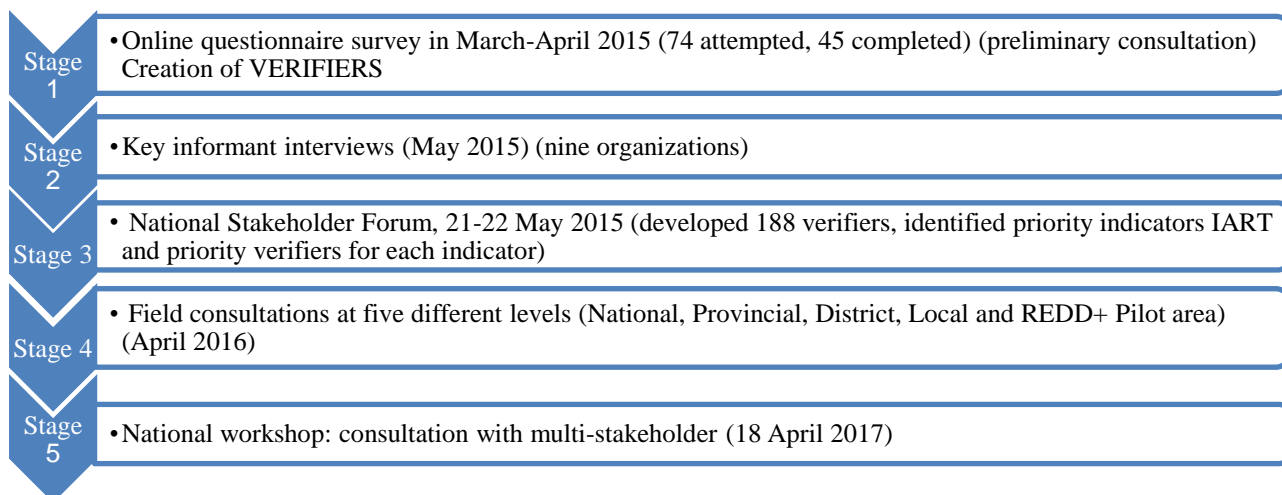 Stage
1
•Online questionnaire survey in March-April 2015 (74 attempted, 45 completed) (preliminary consultation)
Creation of VERIFIERS
Stage
2
•Key informant interviews (May 2015) (nine organizations)
Stage 3
• National Stakeholder Forum, 21-22 May 2015 (developed 188 verifiers, identified priority indicators IART
and priority verifiers for each indicator)
Stage 4
• Field consultations at five different levels (National, Provincial, District, Local and REDD+ Pilot area)
(April 2016)
Stage
5
•National workshop: consultation with multi-stakeholder (18 April 2017)